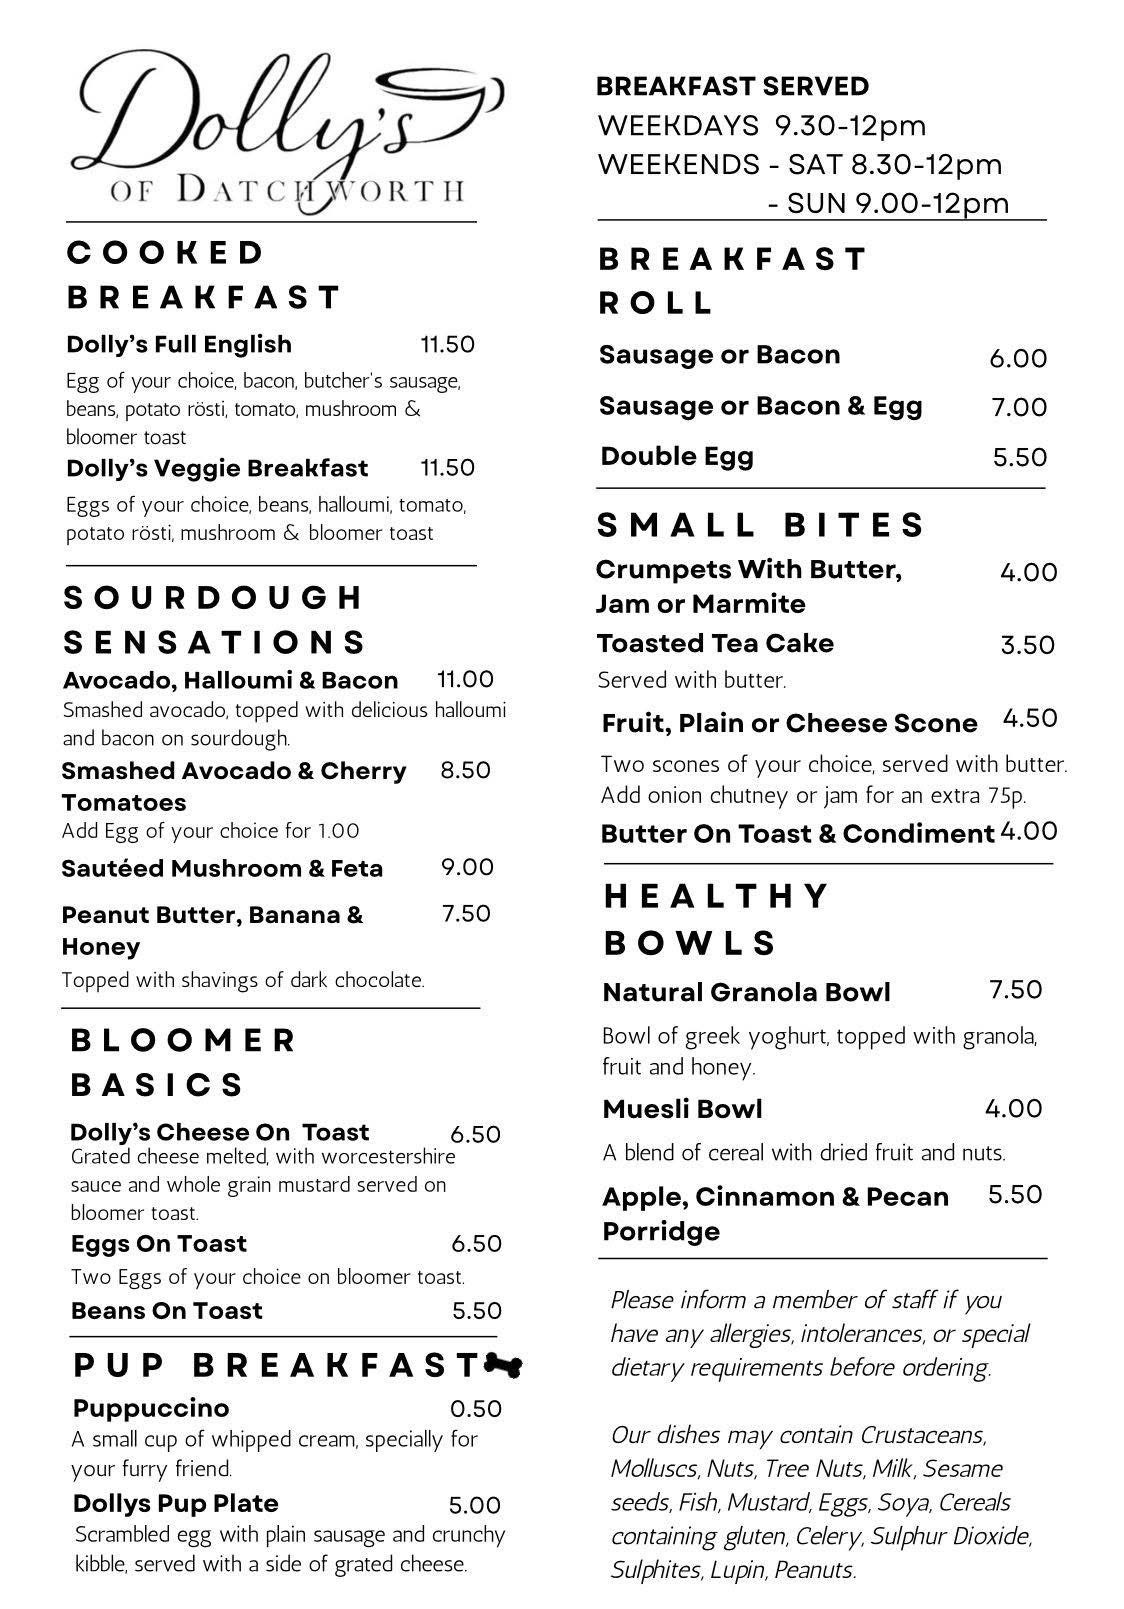 Dolly's
OF DATCHWORTH
COOKED
BREAKFAST
Dolly's Full English 11.50
Egg of your choice, bacon, butcher's sausage,
beans, potato rösti, tomato, mushroom &
bloomer toast
Dolly's Veggie Breakfast 11.50
Eggs of your choice, beans, halloumi, tomato,
potato rösti, mushroom & bloomer toast
SOURDOUGH
SENSATIONS
Avocado, Halloumi & Bacon 11.00
Smashed avocado, topped with delicious halloumi
and bacon on sourdough.
Smashed Avocado & Cherry 8.50
Tomatoes
Add Egg of your choice for 1.00
Sautéed Mushroom & Feta 9.00
Peanut Butter, Banana & 7.50
Honey
Topped with shavings of dark chocolate.
BLOOMER
BASICS
Dolly's Cheese On Toast 6.50
Grated cheese melted, with worcestershire
sauce and whole grain mustard served on
bloomer toast.
Eggs On Toast 6.50
Two Eggs of your choice on bloomer toast.
Beans On Toast 5.50
PUP BREAKFAST
Puppuccino 0.50
A small cup of whipped cream, specially for
your furry friend.
Dollys Pup Plate 5.00
Scrambled egg with plain sausage and crunchy
kibble, served with a side of grated cheese.
BREAKFAST SERVED
WEEKDAYS 9.30-12pm
WEEKENDS - SAT 8.30-12pm
- SUN 9.00-12pm
BREAKFAST
ROLL
Sausage or Bacon 6.00
Sausage or Bacon & Egg 7.00
Double Egg 5.50
SMALL BITES
Crumpets With Butter, 4.00
Jam or Marmite
Toasted Tea Cake 3.50
Served with butter.
Fruit, Plain or Cheese Scone 4.50
Two scones of your choice, served with butter.
Add onion chutney or jam for an extra 75p.
Butter On Toast & Condiment 4.00
HEALTHY
BOWLS
Natural Granola Bowl 7.50
Bowl of greek yoghurt, topped with granola,
fruit and honey.
Muesli Bowl 4.00
A blend of cereal with dried fruit and nuts.
Apple, Cinnamon & Pecan 5.50
Porridge
Please inform a member of staff if you
have any allergies, intolerances, or special
dietary requirements before ordering.
Our dishes may contain Crustaceans,
Molluscs, Nuts, Tree Nuts, Milk, Sesame
seeds, Fish, Mustard, Eggs, Soya, Cereals
containing gluten, Celery, Sulphur Dioxide,
Sulphites, Lupin, Peanuts.